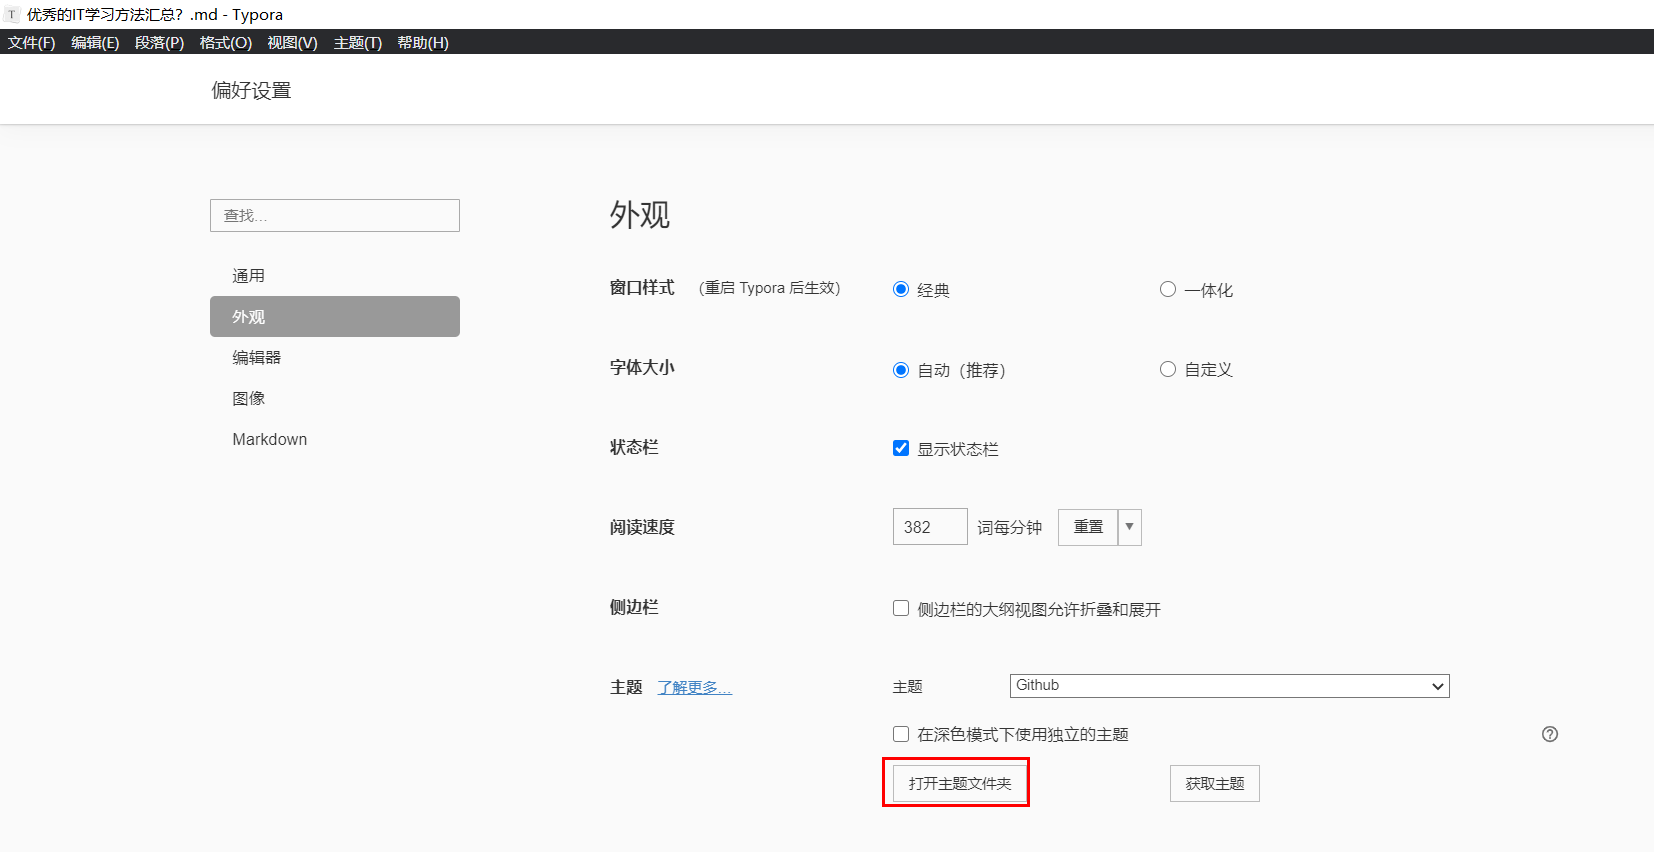 优秀的IT学习方法汇总? .md - Typora
文件(F) 编辑(E) 段落(P) 格式(O) 视图(V) 主题(T) 帮助(H)
偏好设置
查找...
通用
外观
编辑器
图像
Markdown
外观
窗口样式 (重启 Typora 后生效) 经典 一体化
字体大小 自动（推荐） 自定义
状态栏 显示状态栏
阅读速度 382 词每分钟 重置
侧边栏 侧边栏的大纲视图允许折叠和展开
主题 了解更多... 主题 Github
在深色模式下使用独立的主题
打开主题文件夹 获取主题